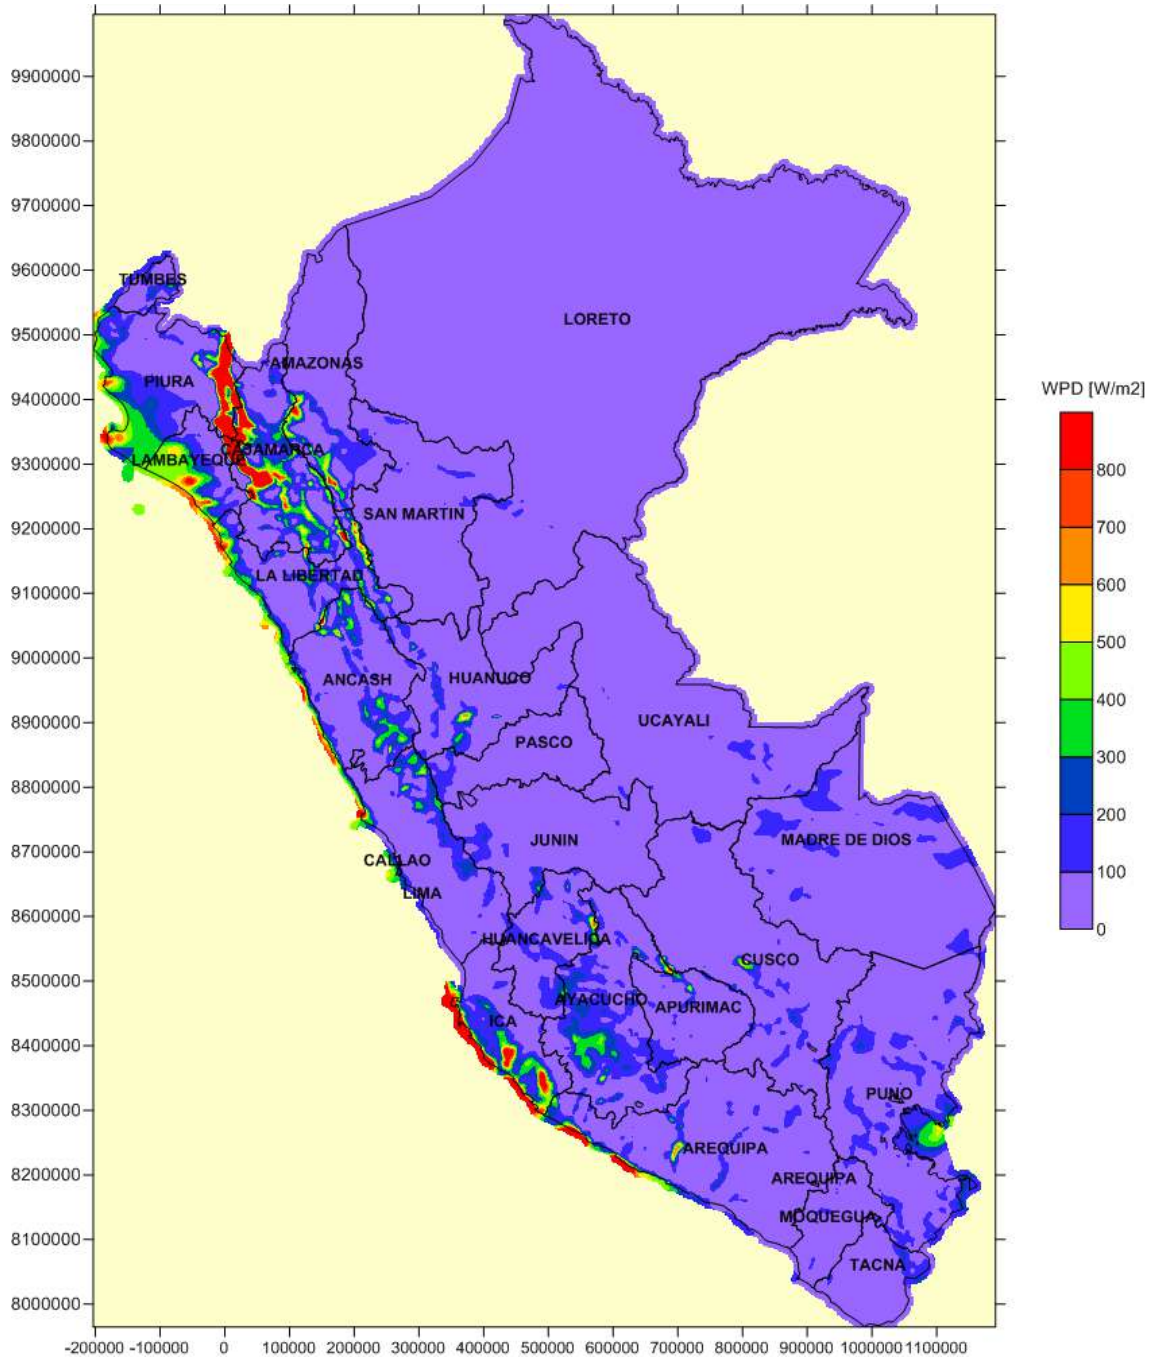 9900000
9800000
9700000
9600000
9500000
9400000
9300000
9200000
9100000
9000000
8900000
8800000
8700000
8600000
8500000
8400000
8300000
8200000
8100000
8000000
-200000 -100000 0 100000 200000 300000 400000 500000 600000 700000 800000 900000 1000000 1100000
TUMBES
LORETO
AMAZONAS
PIURA
CAJAMARCA
LAMBAYEQUE
SAN MARTIN
LA LIBERTAD
ANCASH
HUANUCO
UCAYALI
PASCO
JUNIN
MADRE DE DIOS
CALLAO
LIMA
HUANCAVELICA
CUSCO
AYACUCHO
APURIMAC
ICA
PUNO
AREQUIPA
AREQUIPA
MOQUEGUA
TACNA
WPD [W/m2]
800
700
600
500
400
300
200
100
0